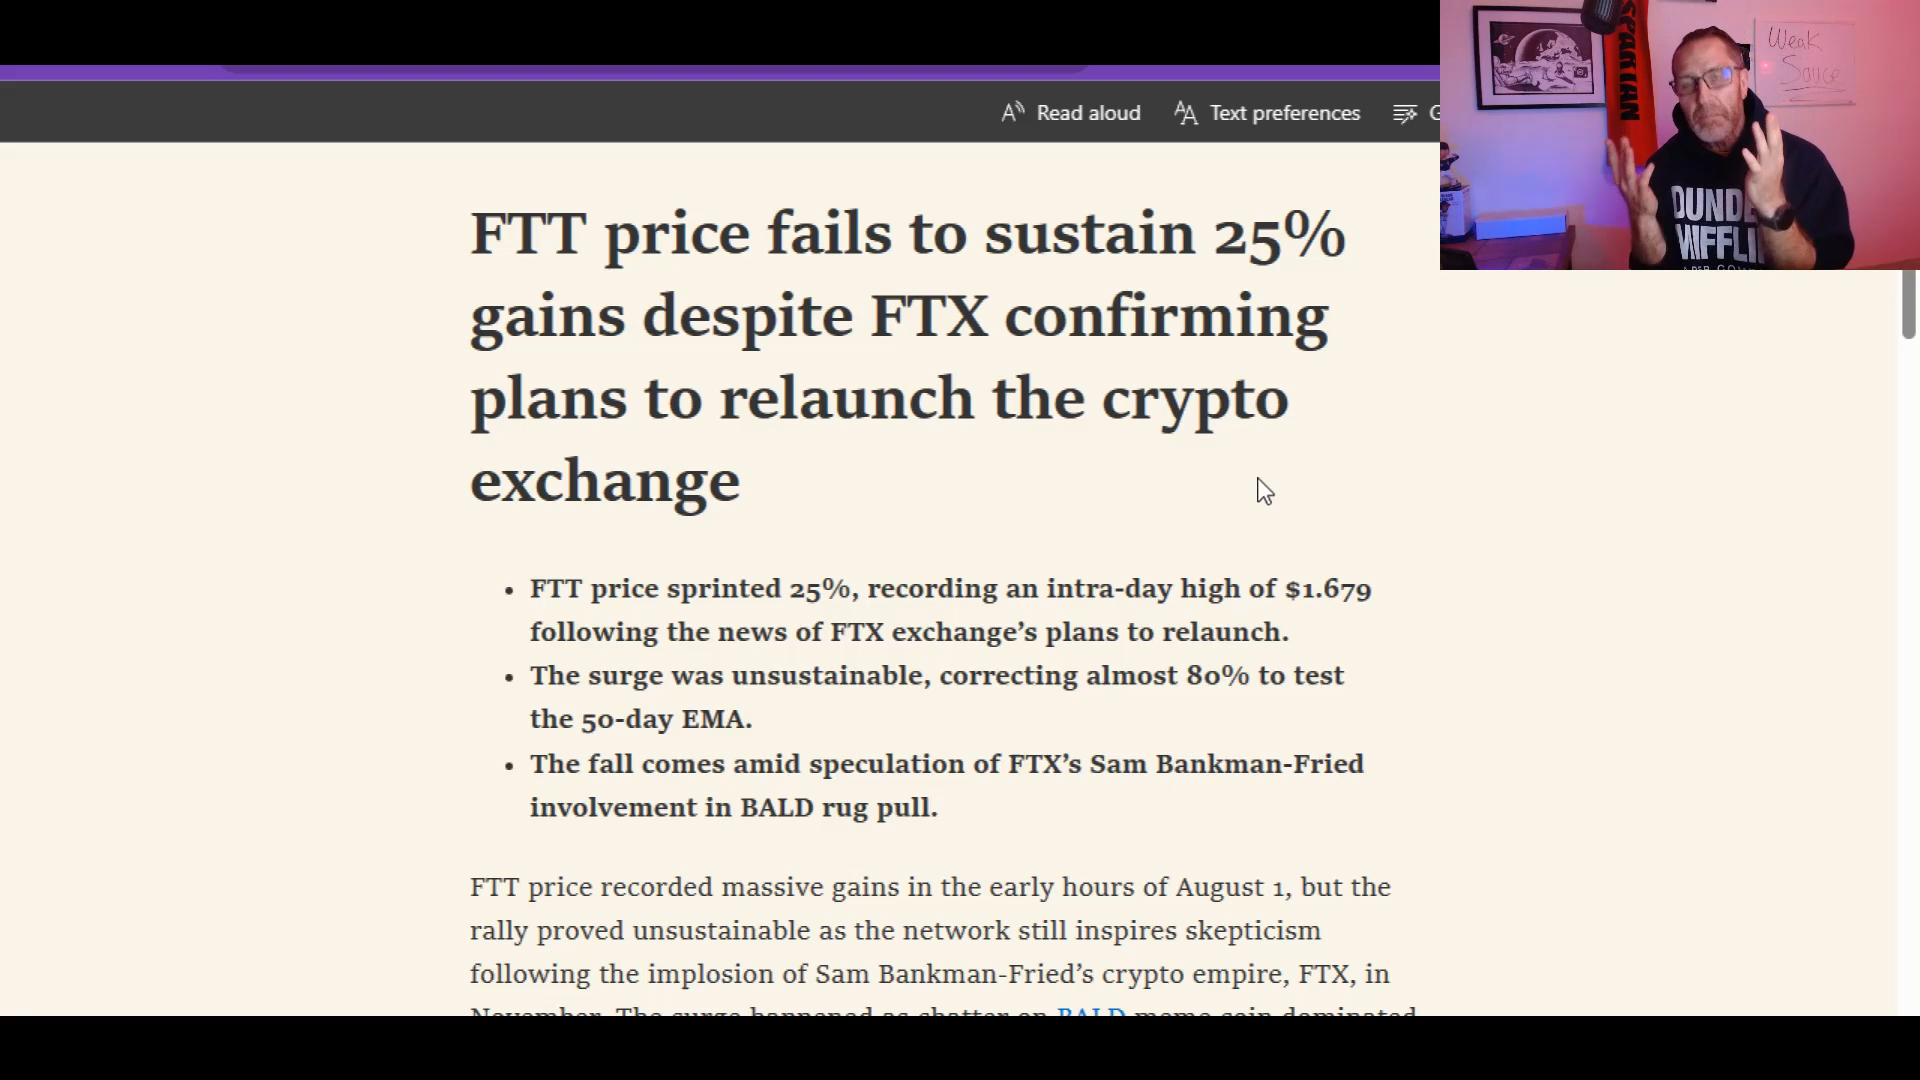 Read aloud
Text preferences
FTT price fails to sustain 25%
gains despite FTX confirming
plans to relaunch the crypto
exchange
• FTT price sprinted 25%, recording an intra-day high of $1.679
following the news of FTX exchange’s plans to relaunch.
• The surge was unsustainable, correcting almost 80% to test
the 50-day EMA.
• The fall comes amid speculation of FTX’s Sam Bankman-Fried
involvement in BALD rug pull.
FTT price recorded massive gains in the early hours of August 1, but the
rally proved unsustainable as the network still inspires skepticism
following the implosion of Sam Bankman-Fried’s crypto empire, FTX, in
November. The surge happened as chatter on BALD meme coin dominated
Weak
Sauce